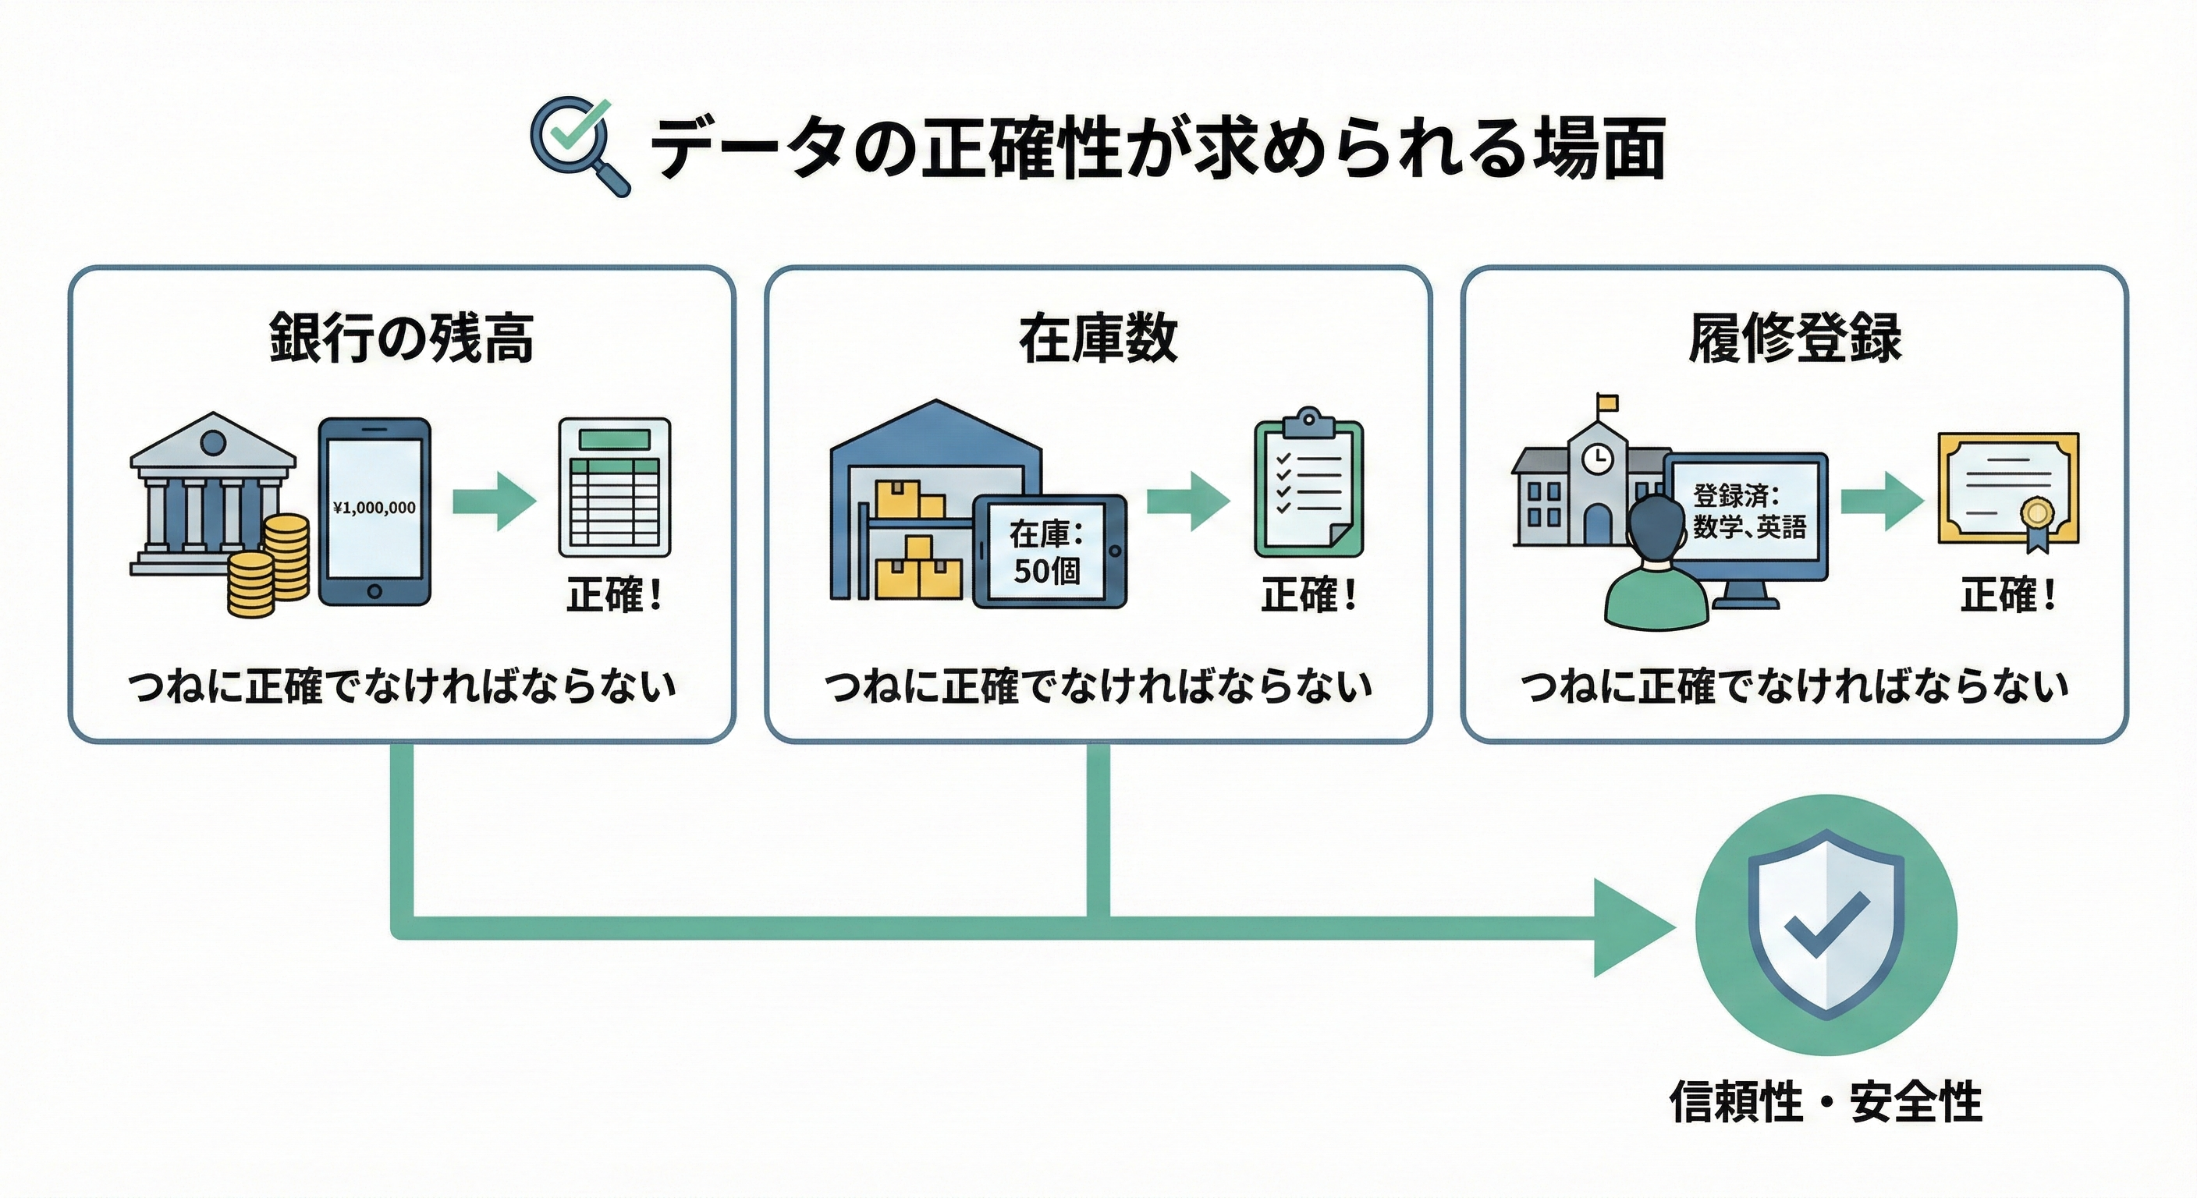 データの正確性が求められる場面
銀行の残高
¥1,000,000
正確！
つねに正確でなければならない
在庫数
在庫：
50個
正確！
つねに正確でなければならない
履修登録
登録済：
数学、英語
正確！
つねに正確でなければならない
信頼性・安全性